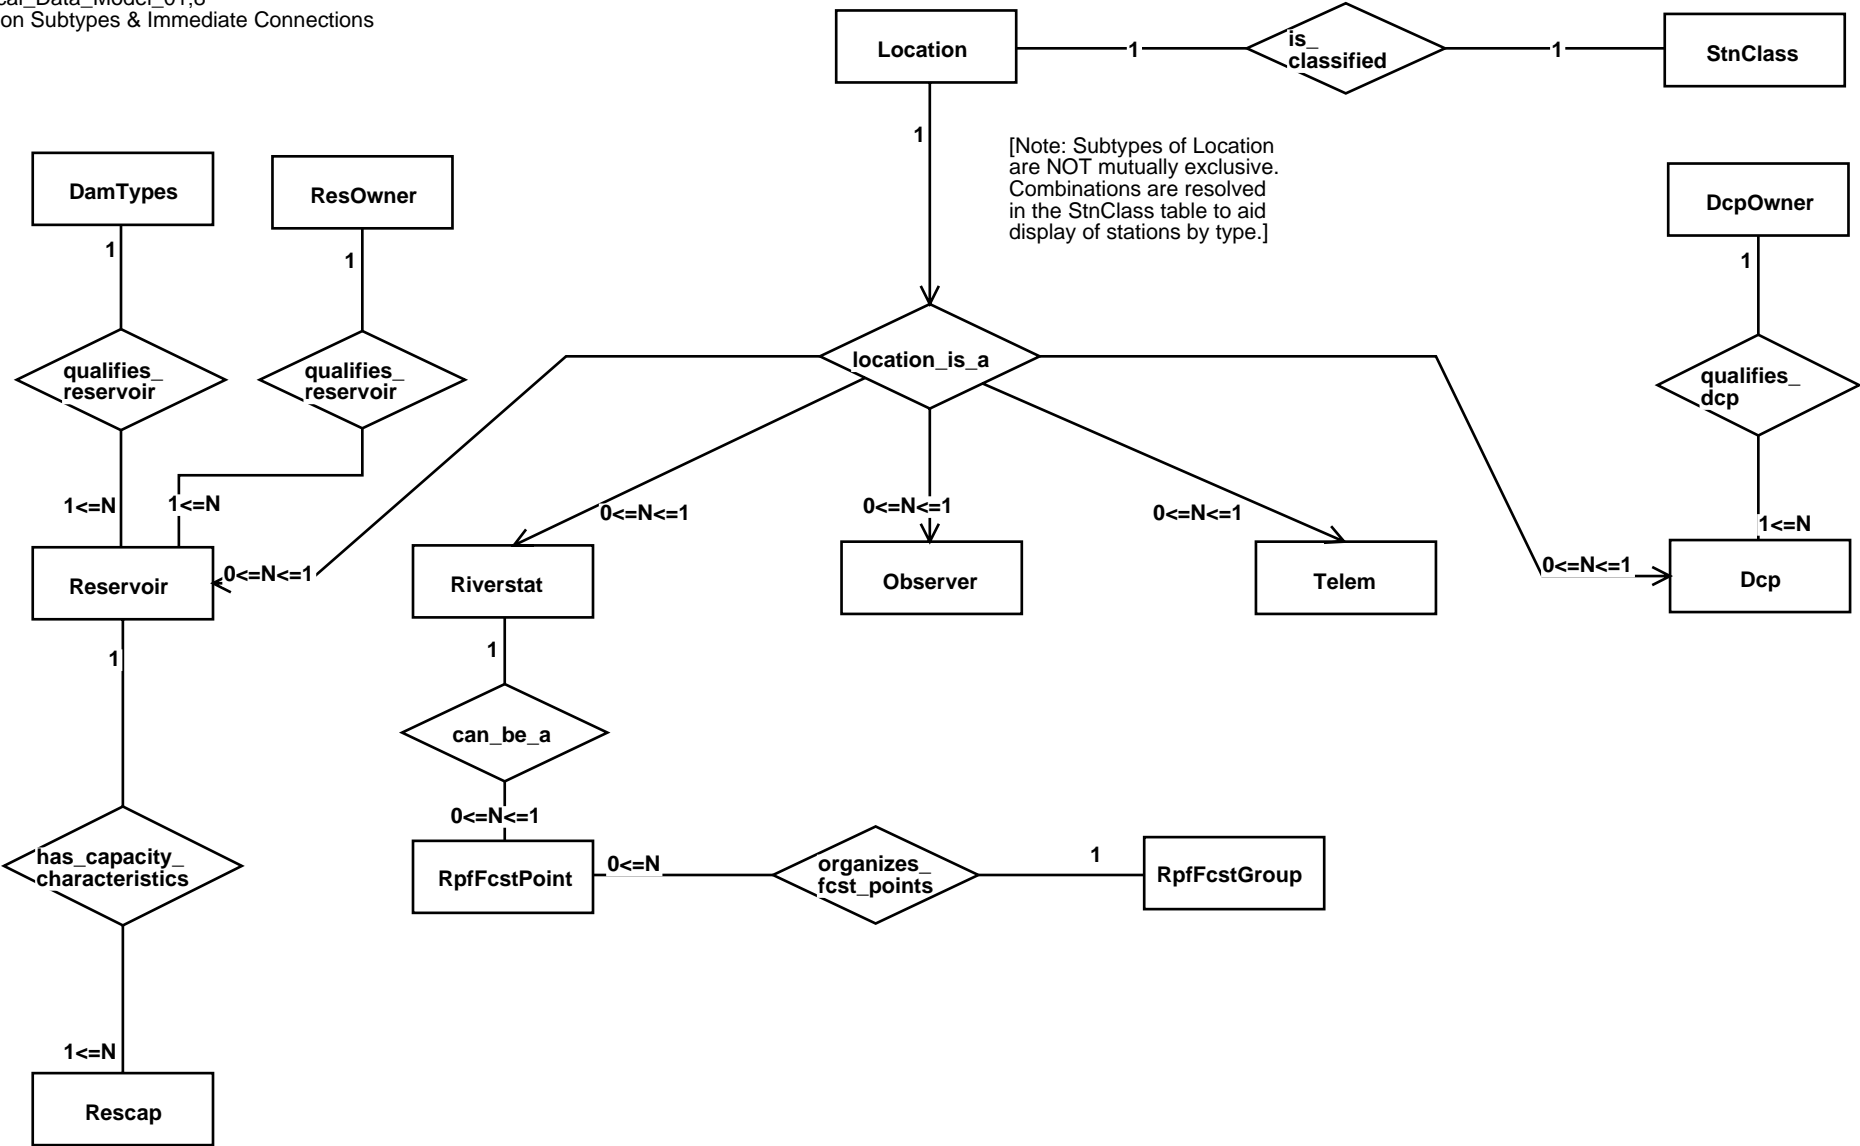 on Subtypes & Immediate Connections
Location
1
is_
classified
1
StnClass
1
[Note: Subtypes of Location
are NOT mutually exclusive.
Combinations are resolved
in the StnClass table to aid
display of stations by type.]
DamTypes
ResOwner
DcpOwner
1
1
1
qualifies_
reservoir
qualifies_
reservoir
location_is_a
qualifies_
dcp
1<=N
1<=N
0<=N<=1
0<=N<=1
0<=N<=1
1<=N
0<=N<=1
0<=N<=1
Reservoir
Riverstat
Observer
Telem
Dcp
1
1
can_be_a
0<=N<=1
has_capacity_
characteristics
RpfFcstPoint
0<=N
organizes_
fcst_points
1
RpfFcstGroup
1<=N
Rescap